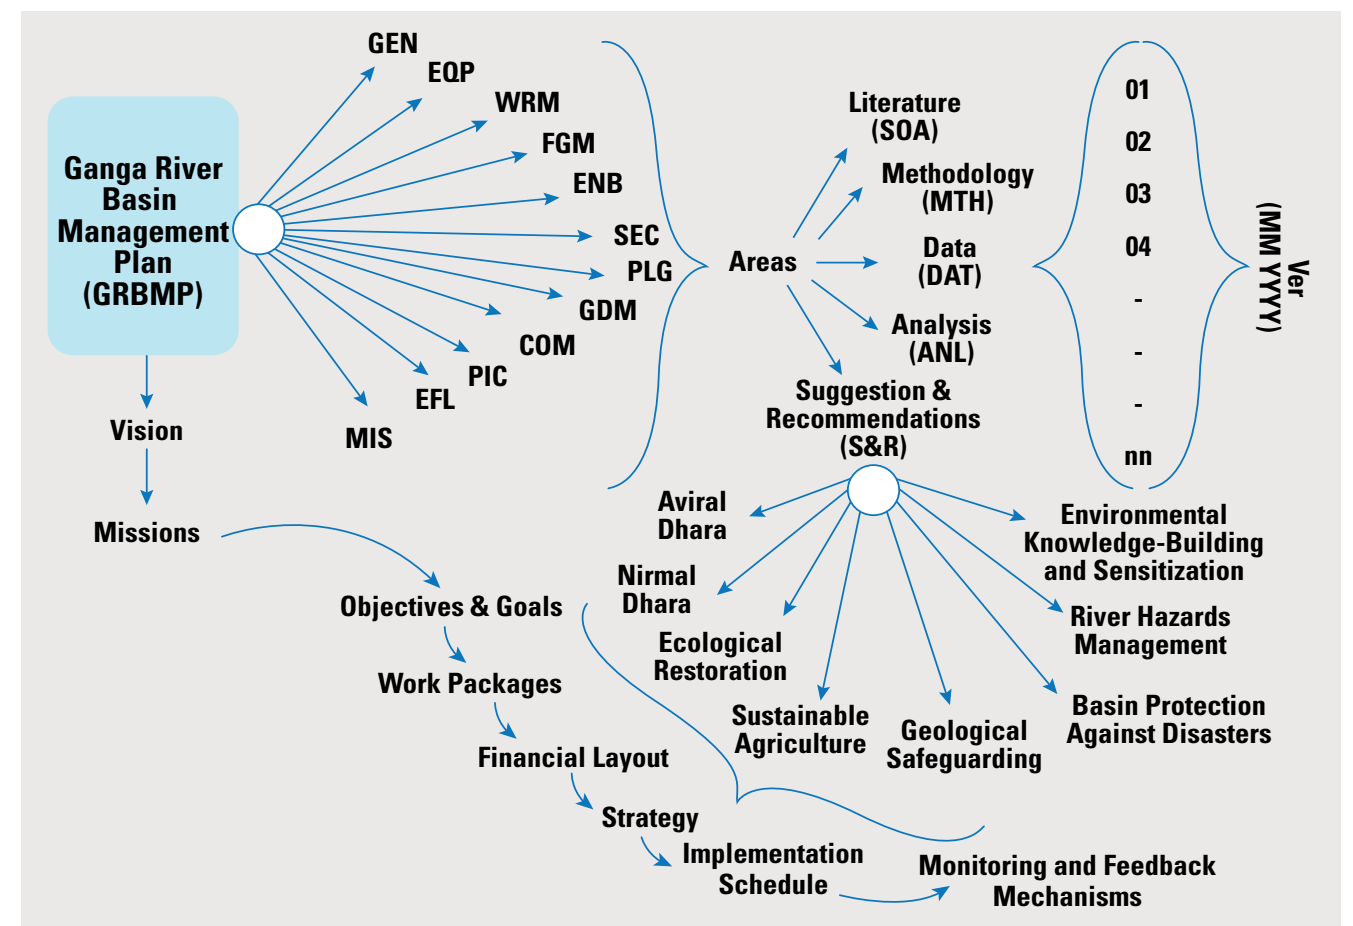 Ganga River
Basin
Management
Plan
(GRBMP)
GEN
EQP
WRM
FGM
ENB
SEC
PLG
GDM
COM
PIC
EFL
MIS
Areas
Literature
(SOA)
Methodology
(MTH)
Data
(DAT)
Analysis
(ANL)
Suggestion &
Recommendations
(S&R)
01
02
03
04
-
-
-
nn
Ver
(MM YYYY)
Vision
Missions
Objectives & Goals
Work Packages
Financial Layout
Strategy
Implementation
Schedule
Monitoring and Feedback
Mechanisms
Aviral
Dhara
Nirmal
Dhara
Ecological
Restoration
Sustainable
Agriculture
Geological
Safeguarding
Basin Protection
Against Disasters
River Hazards
Management
Environmental
Knowledge-Building
and Sensitization